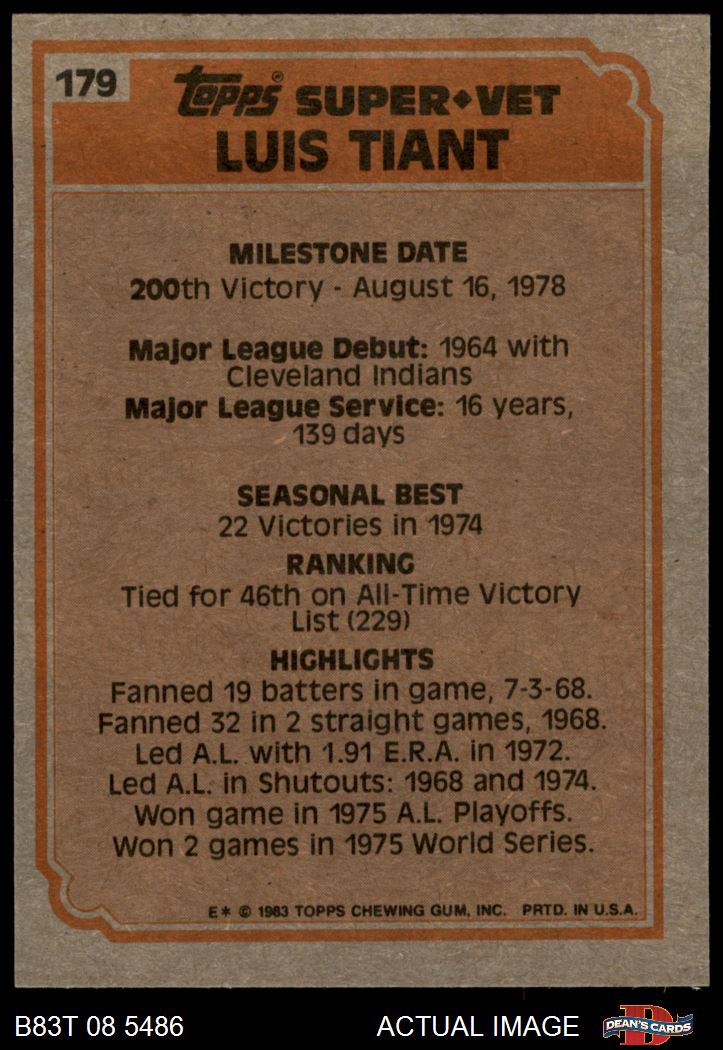 179
Topps® SUPER◆VET
LUIS TIANT
MILESTONE DATE
200th Victory - August 16, 1978
Major League Debut: 1964 with
Cleveland Indians
Major League Service: 16 years,
139 days
SEASONAL BEST
22 Victories in 1974
RANKING
Tied for 46th on All-Time Victory
List (229)
HIGHLIGHTS
Fanned 19 batters in game, 7-3-68.
Fanned 32 in 2 straight games, 1968.
Led A.L. with 1.91 E.R.A. in 1972.
Led A.L. in Shutouts: 1968 and 1974.
Won game in 1975 A.L. Playoffs.
Won 2 games in 1975 World Series.
E* © 1983 TOPPS CHEWING GUM, INC. PRTD. IN U.S.A.
B83T 08 5486 ACTUAL IMAGE D DEAN'S CARDS